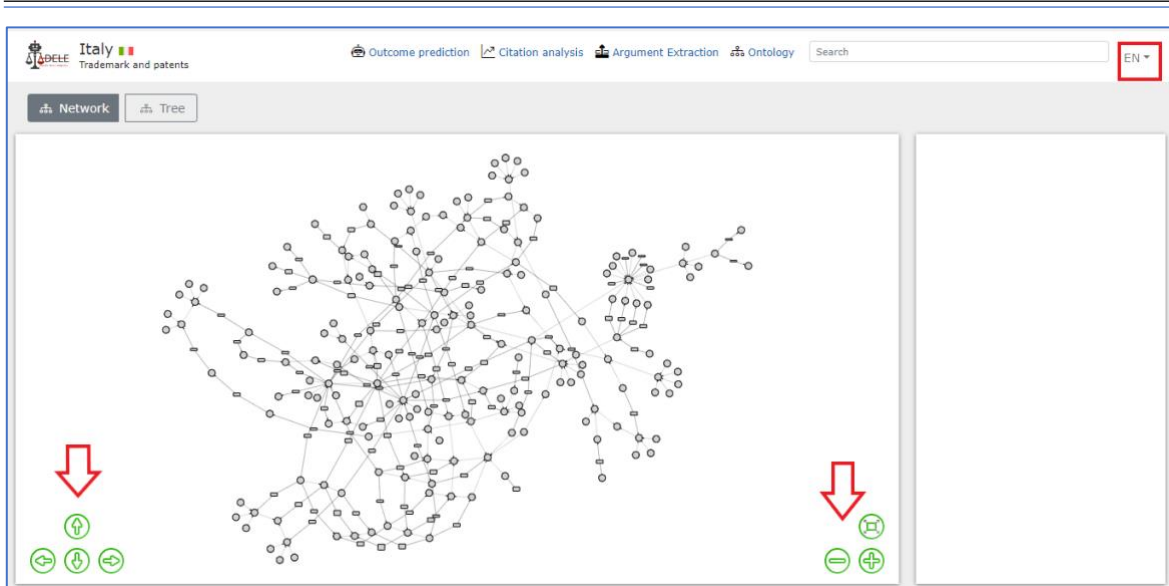 ADELE
Italy
Trademark and patents
Outcome prediction
Citation analysis
Argument Extraction
Ontology
Search
EN
Network
Tree